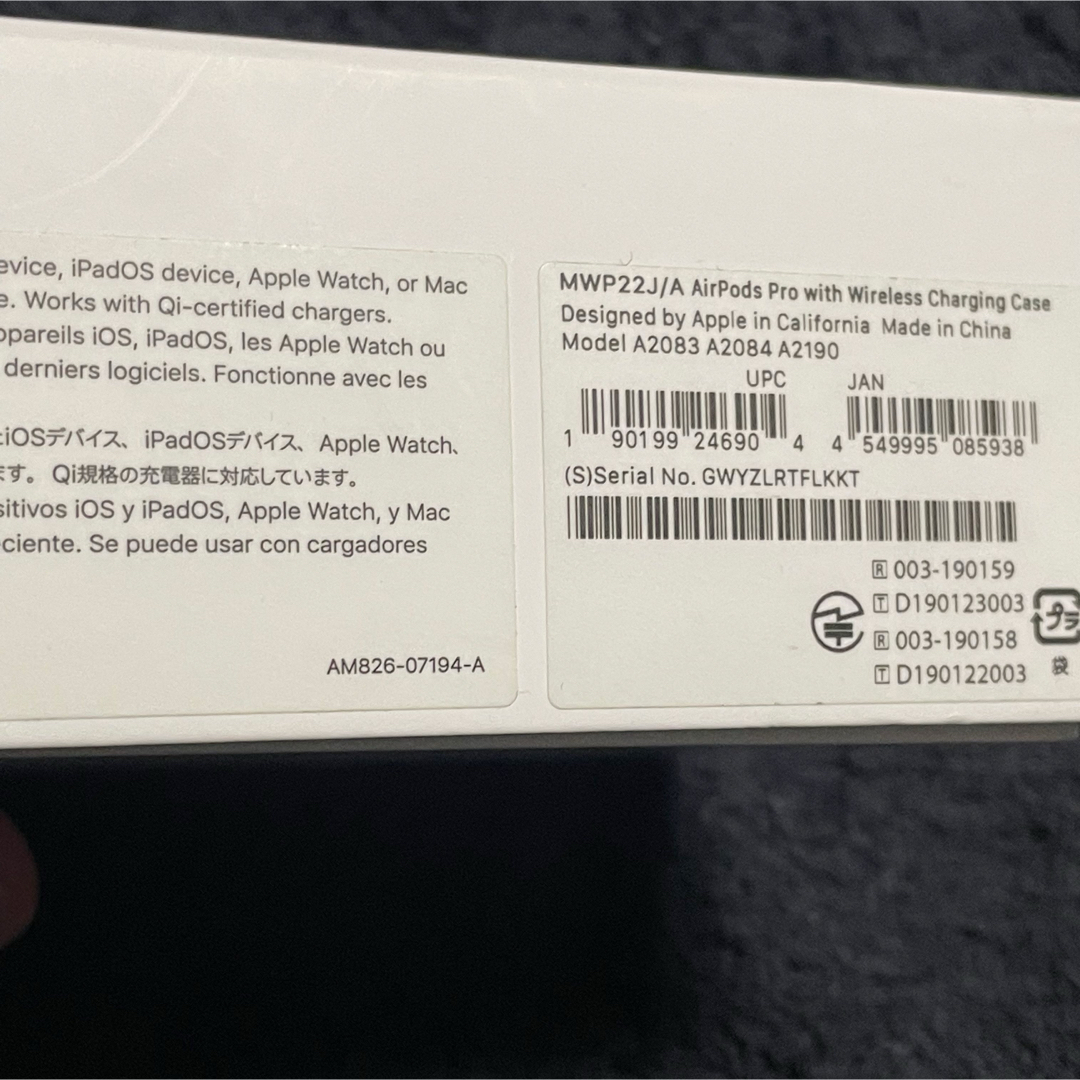 evice, iPadOS device, Apple Watch, or Mac
e. Works with Qi-certified chargers.
ppareils iOS, iPadOS, les Apple Watch ou
derniers logiciels. Fonctionne avec les
iOSデバイス、iPadOSデバイス、Apple Watch、
ます。Qi規格の充電器に対応しています。
sitivos iOS y iPadOS, Apple Watch, y Mac
ciente. Se puede usar con cargadores
AM826-07194-A
MWP22J/A AirPods Pro with Wireless Charging Case
Designed by Apple in California Made in China
Model A2083 A2084 A2190
UPC JAN
1 90199 24690 4 4 549995 085938
(S)Serial No. GWYZLRTFLKKT
R 003-190159
T D190123003
R 003-190158
T D190122003
プラ
袋